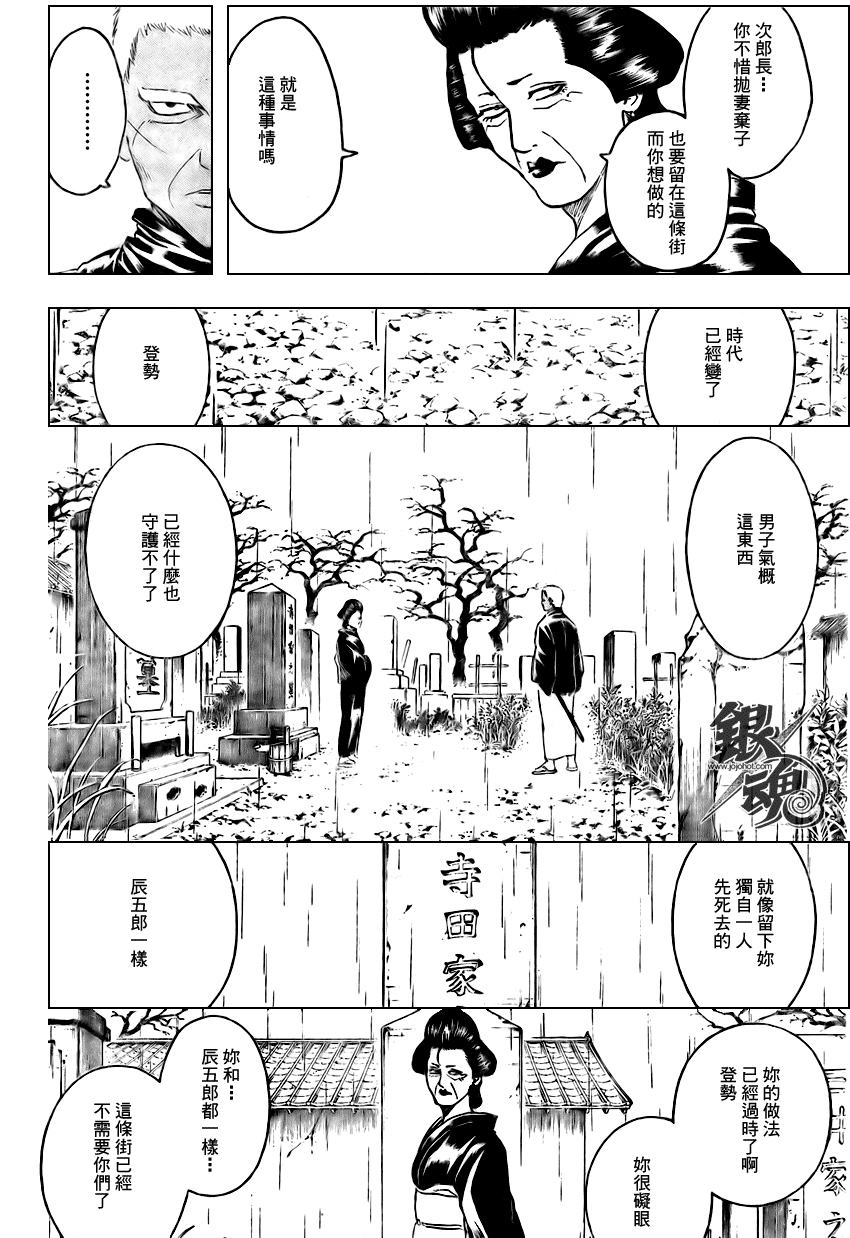 次郎長…
你不惜拋妻棄子
也要留在這條街
而你想做的
就是
這種事情嗎
………
時代
已經變了
登勢
男子氣概
這東西
已經什麼也
守護不了了
墓
銀魂
www.jojohot.com
就像留下妳
獨自一人
先死去的
寺田家
辰五郎一樣
妳的做法
已經過時了啊
登勢
妳很礙眼
妳和…
辰五郎都一樣…
這條街已經
不需要你們了
家之